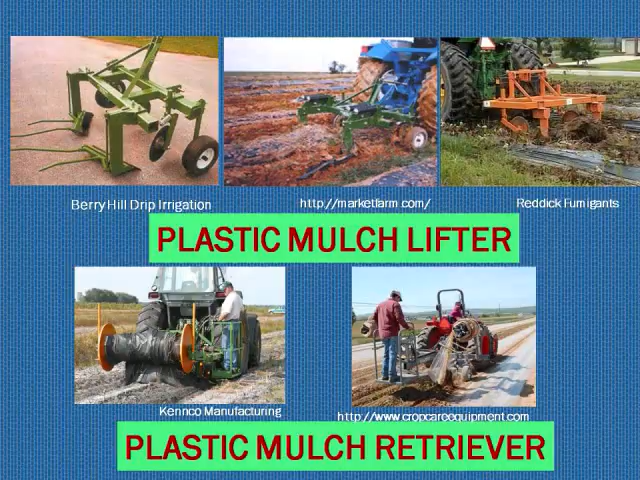 Berry Hill Drip Irrigation
http://marketfarm.com/
Reddick Fumigants
PLASTIC MULCH LIFTER
Kennco Manufacturing
http://www.cropcareequipment.com
PLASTIC MULCH RETRIEVER